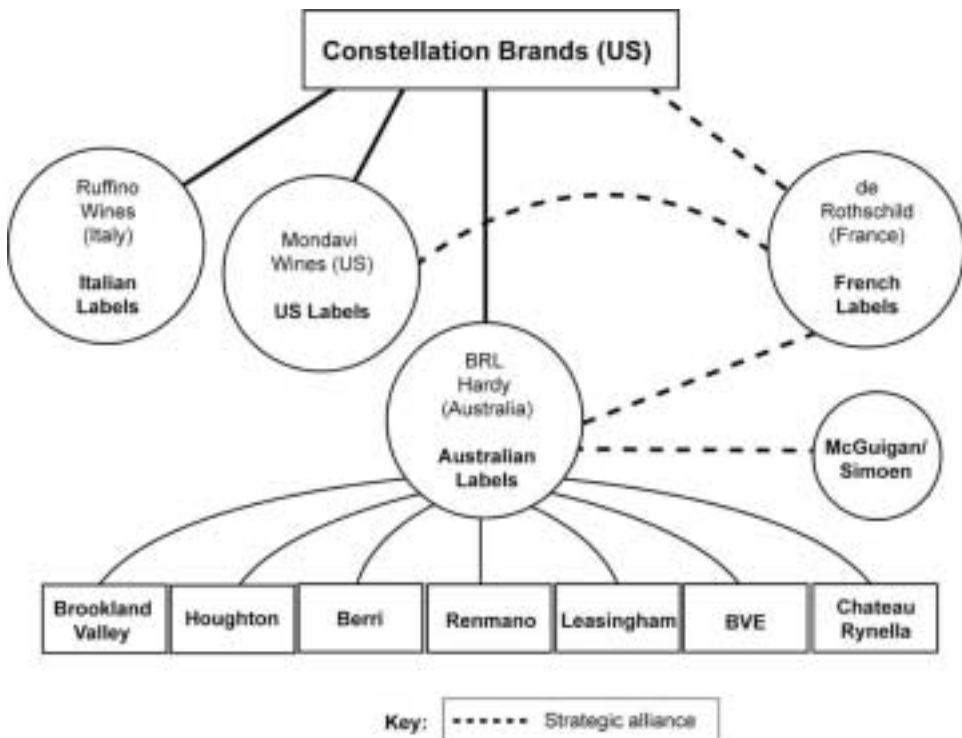 Constellation Brands (US)
Ruffino
Wines
(Italy)
Italian
Labels
Mondavi
Wines (US)
US Labels
de
Rothschild
(France)
French
Labels
BRL
Hardy
(Australia)
Australian
Labels
McGuigan/
Simoen
Brookland
Valley
Houghton
Berri
Renmano
Leasingham
BVE
Chateau
Rynella
Key:
Strategic alliance